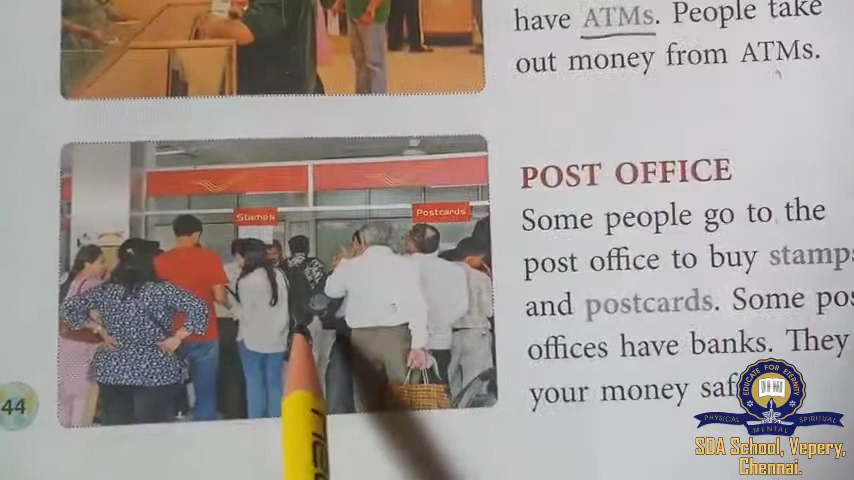 have ATMs. People take
out money from ATMs.
Stamps
Postcards
POST OFFICE
Some people go to the
post office to buy stamps
and postcards. Some
offices have banks. They
your money
44
EDUCATE FOR ETERNITY
PHYSICAL MENTAL SPIRITUAL
SDA School, Vepery,
Chennai.